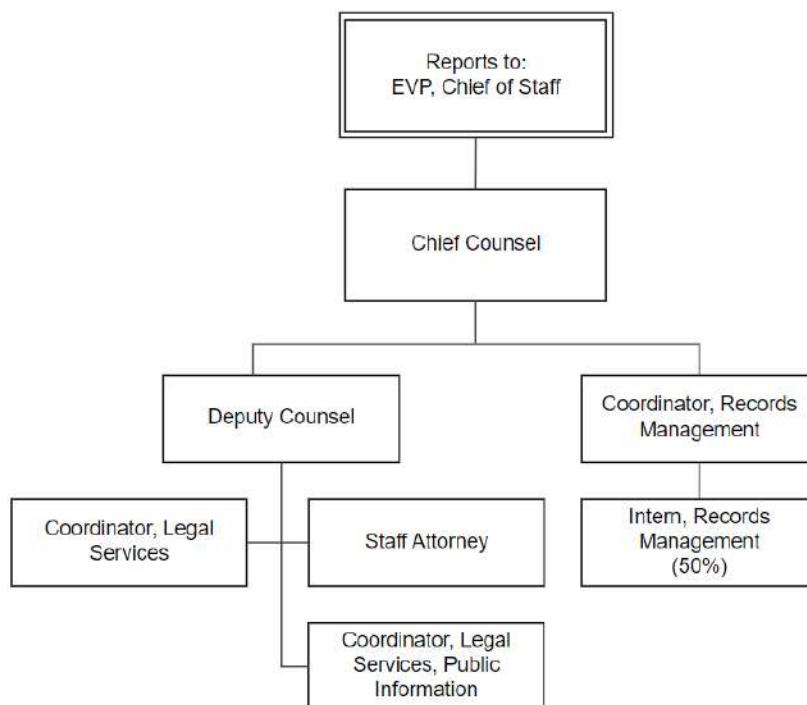 Reports to:
EVP, Chief of Staff
Chief Counsel
Deputy Counsel
Coordinator, Records
Management
Coordinator, Legal
Services
Staff Attorney
Intern, Records
Management
(50%)
Coordinator, Legal
Services, Public
Information